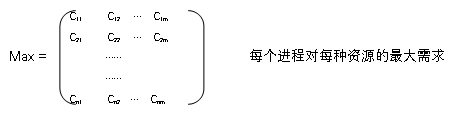 C₁₁ C₁₂ … C₁ₘ
C₂₁ C₂₂ … C₂ₘ
Max = …… 每个进程对每种资源的最大需求
……
Cₙ₁ Cₙ₂ … Cₙₘ